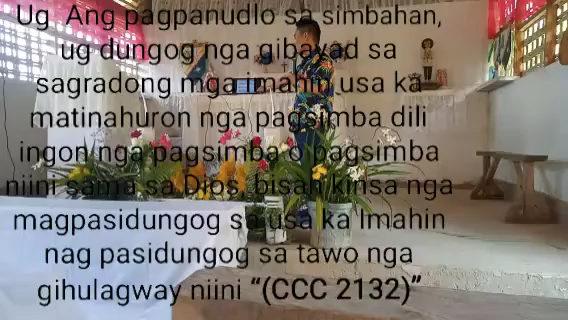 Ug Ang pagpanudlo sa simbahan,
ug dungog nga gibayad sa
sagradong mga imahin usa ka
matinahuron nga pagsimba dili
ingon nga pagsimba o pagsimba
niini sama sa Dios, bisan kinsa nga
magpasidungog sa usa ka Imahin
nag pasidungog sa tawo nga
gihulagway niini “(CCC 2132)”